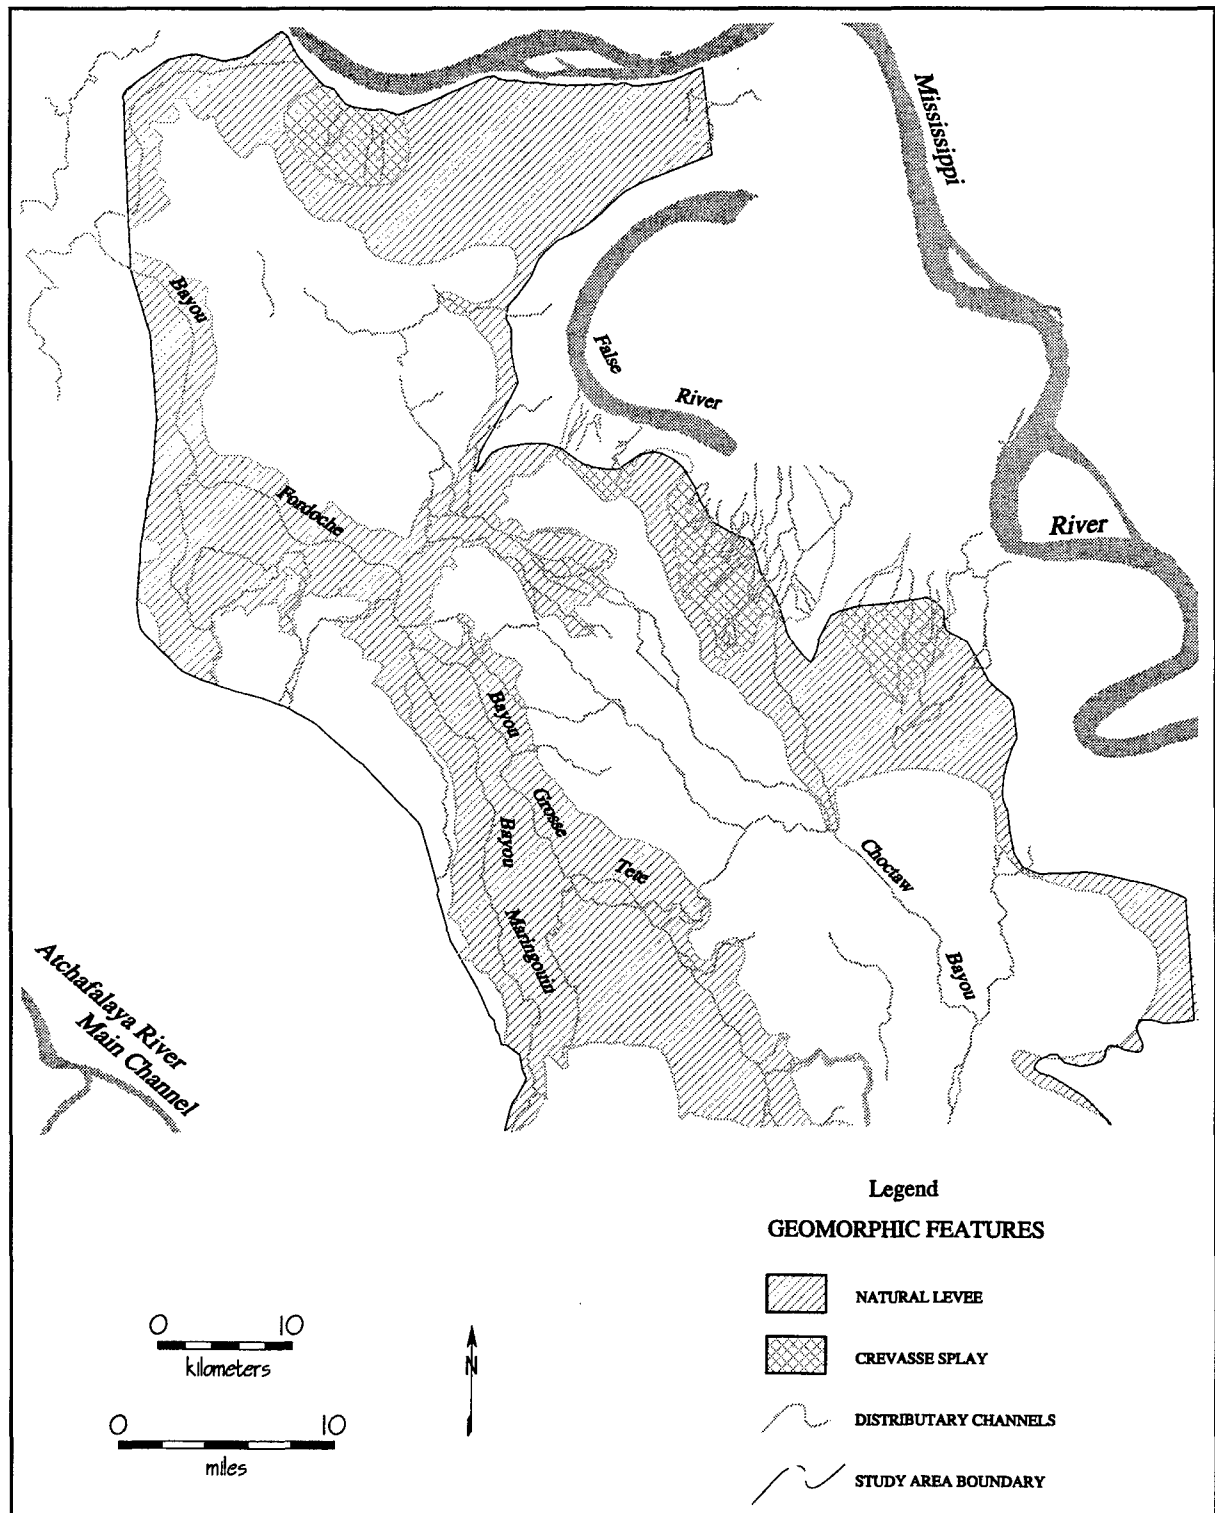 Mississippi
Bayou
False
River
Fordoche
River
Bayou
Grosse
Bayou
Tete
Choctaw
Maringouin
Bayou
Atchafalaya River
Main Channel
Legend
GEOMORPHIC FEATURES
NATURAL LEVEE
CREVASSE SPLAY
DISTRIBUTARY CHANNELS
STUDY AREA BOUNDARY
0 10
kilometers
N
0 10
miles